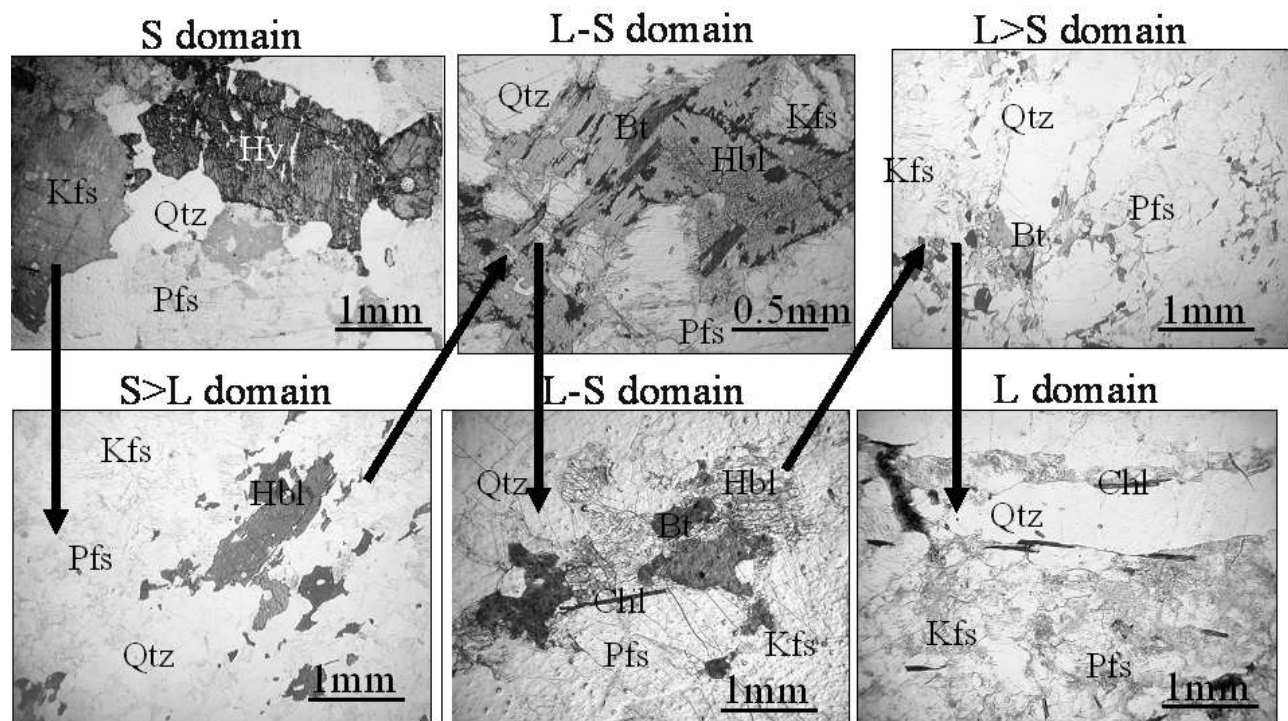 S domain
Hy
Kfs
Qtz
Pfs
1mm
L-S domain
Qtz
Bt
Kfs
Hbl
Pfs
0.5mm
L>S domain
Qtz
Kfs
Pfs
Bt
1mm
S>L domain
Kfs
Hbl
Pfs
Qtz
1mm
L-S domain
Qtz
Hbl
Bt
Chl
Pfs
Kfs
1mm
L domain
Chl
Qtz
Kfs
Pfs
1mm